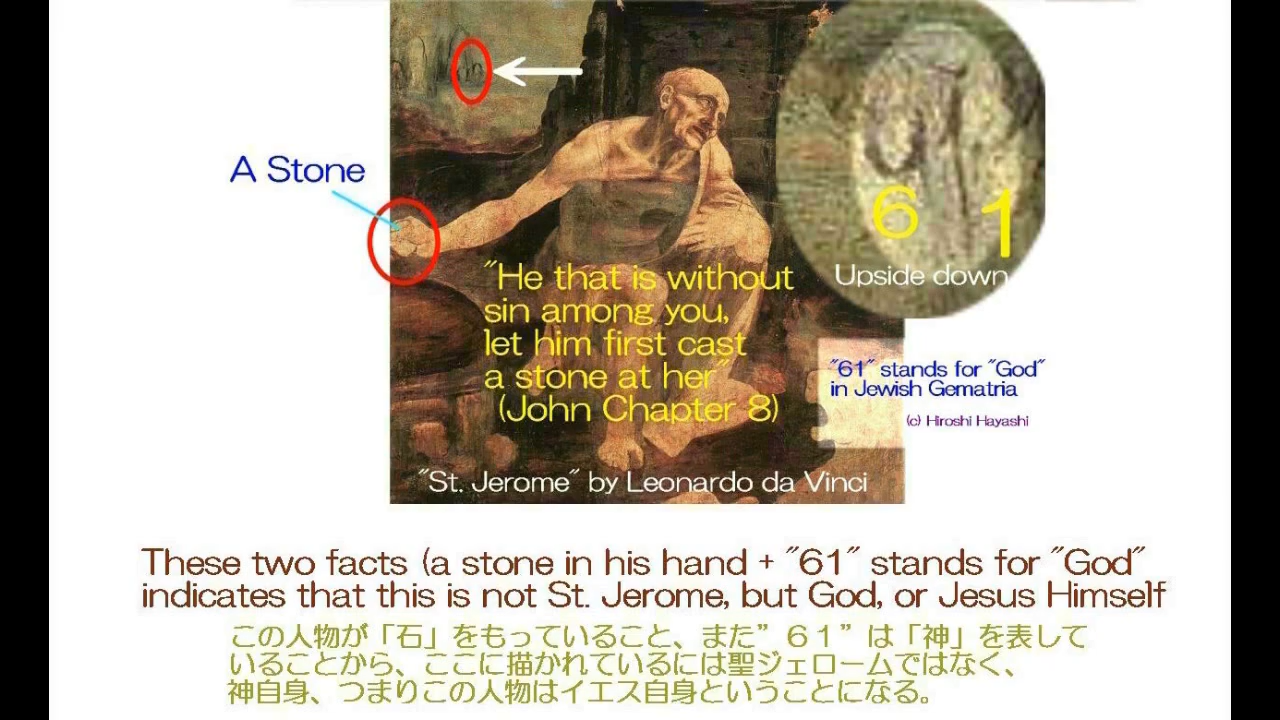 A Stone
6 1
Upside down
"He that is without
sin among you,
let him first cast
a stone at her"
(John Chapter 8)
"61" stands for "God"
in Jewish Gematria
(c) Hiroshi Hayashi
"St. Jerome" by Leonardo da Vinci
These two facts (a stone in his hand + "61" stands for "God"
indicates that this is not St. Jerome, but God, or Jesus Himself
この人物が「石」をもっていること、また”６１”は「神」を表して
いることから、ここに描かれているには聖ジェロームではなく、
神自身、つまりこの人物はイエス自身ということになる。